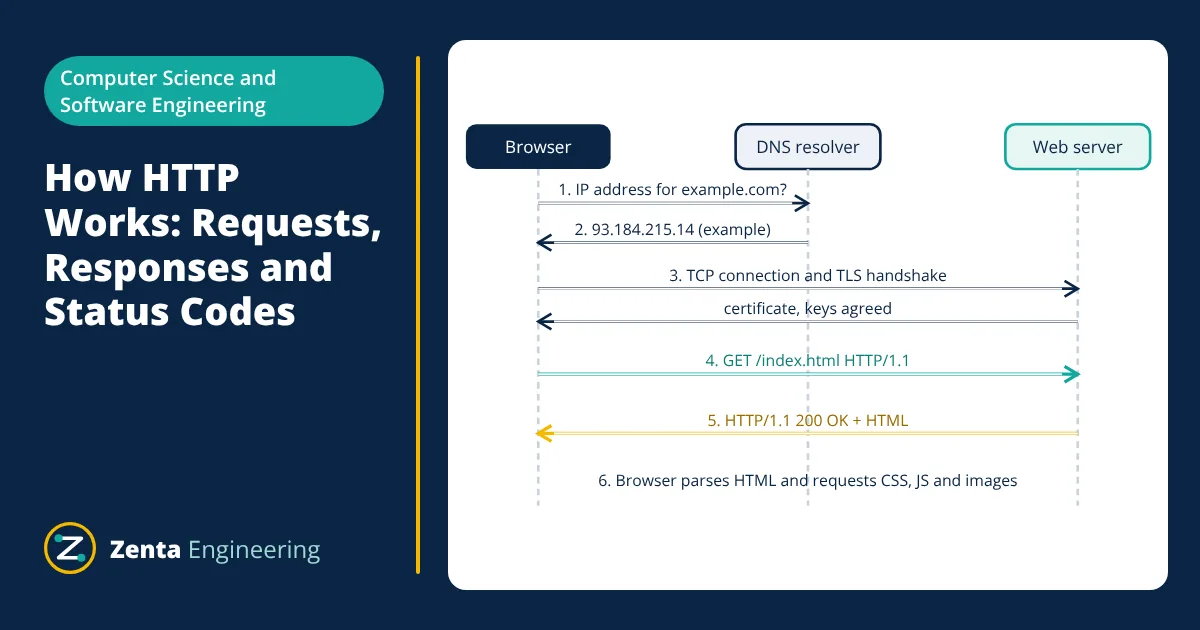 Computer Science and
Software Engineering
How HTTP
Works: Requests,
Responses and
Status Codes
Zenta Engineering
Browser
DNS resolver
Web server
1. IP address for example.com?
2. 93.184.215.14 (example)
3. TCP connection and TLS handshake
certificate, keys agreed
4. GET /index.html HTTP/1.1
5. HTTP/1.1 200 OK + HTML
6. Browser parses HTML and requests CSS, JS and images